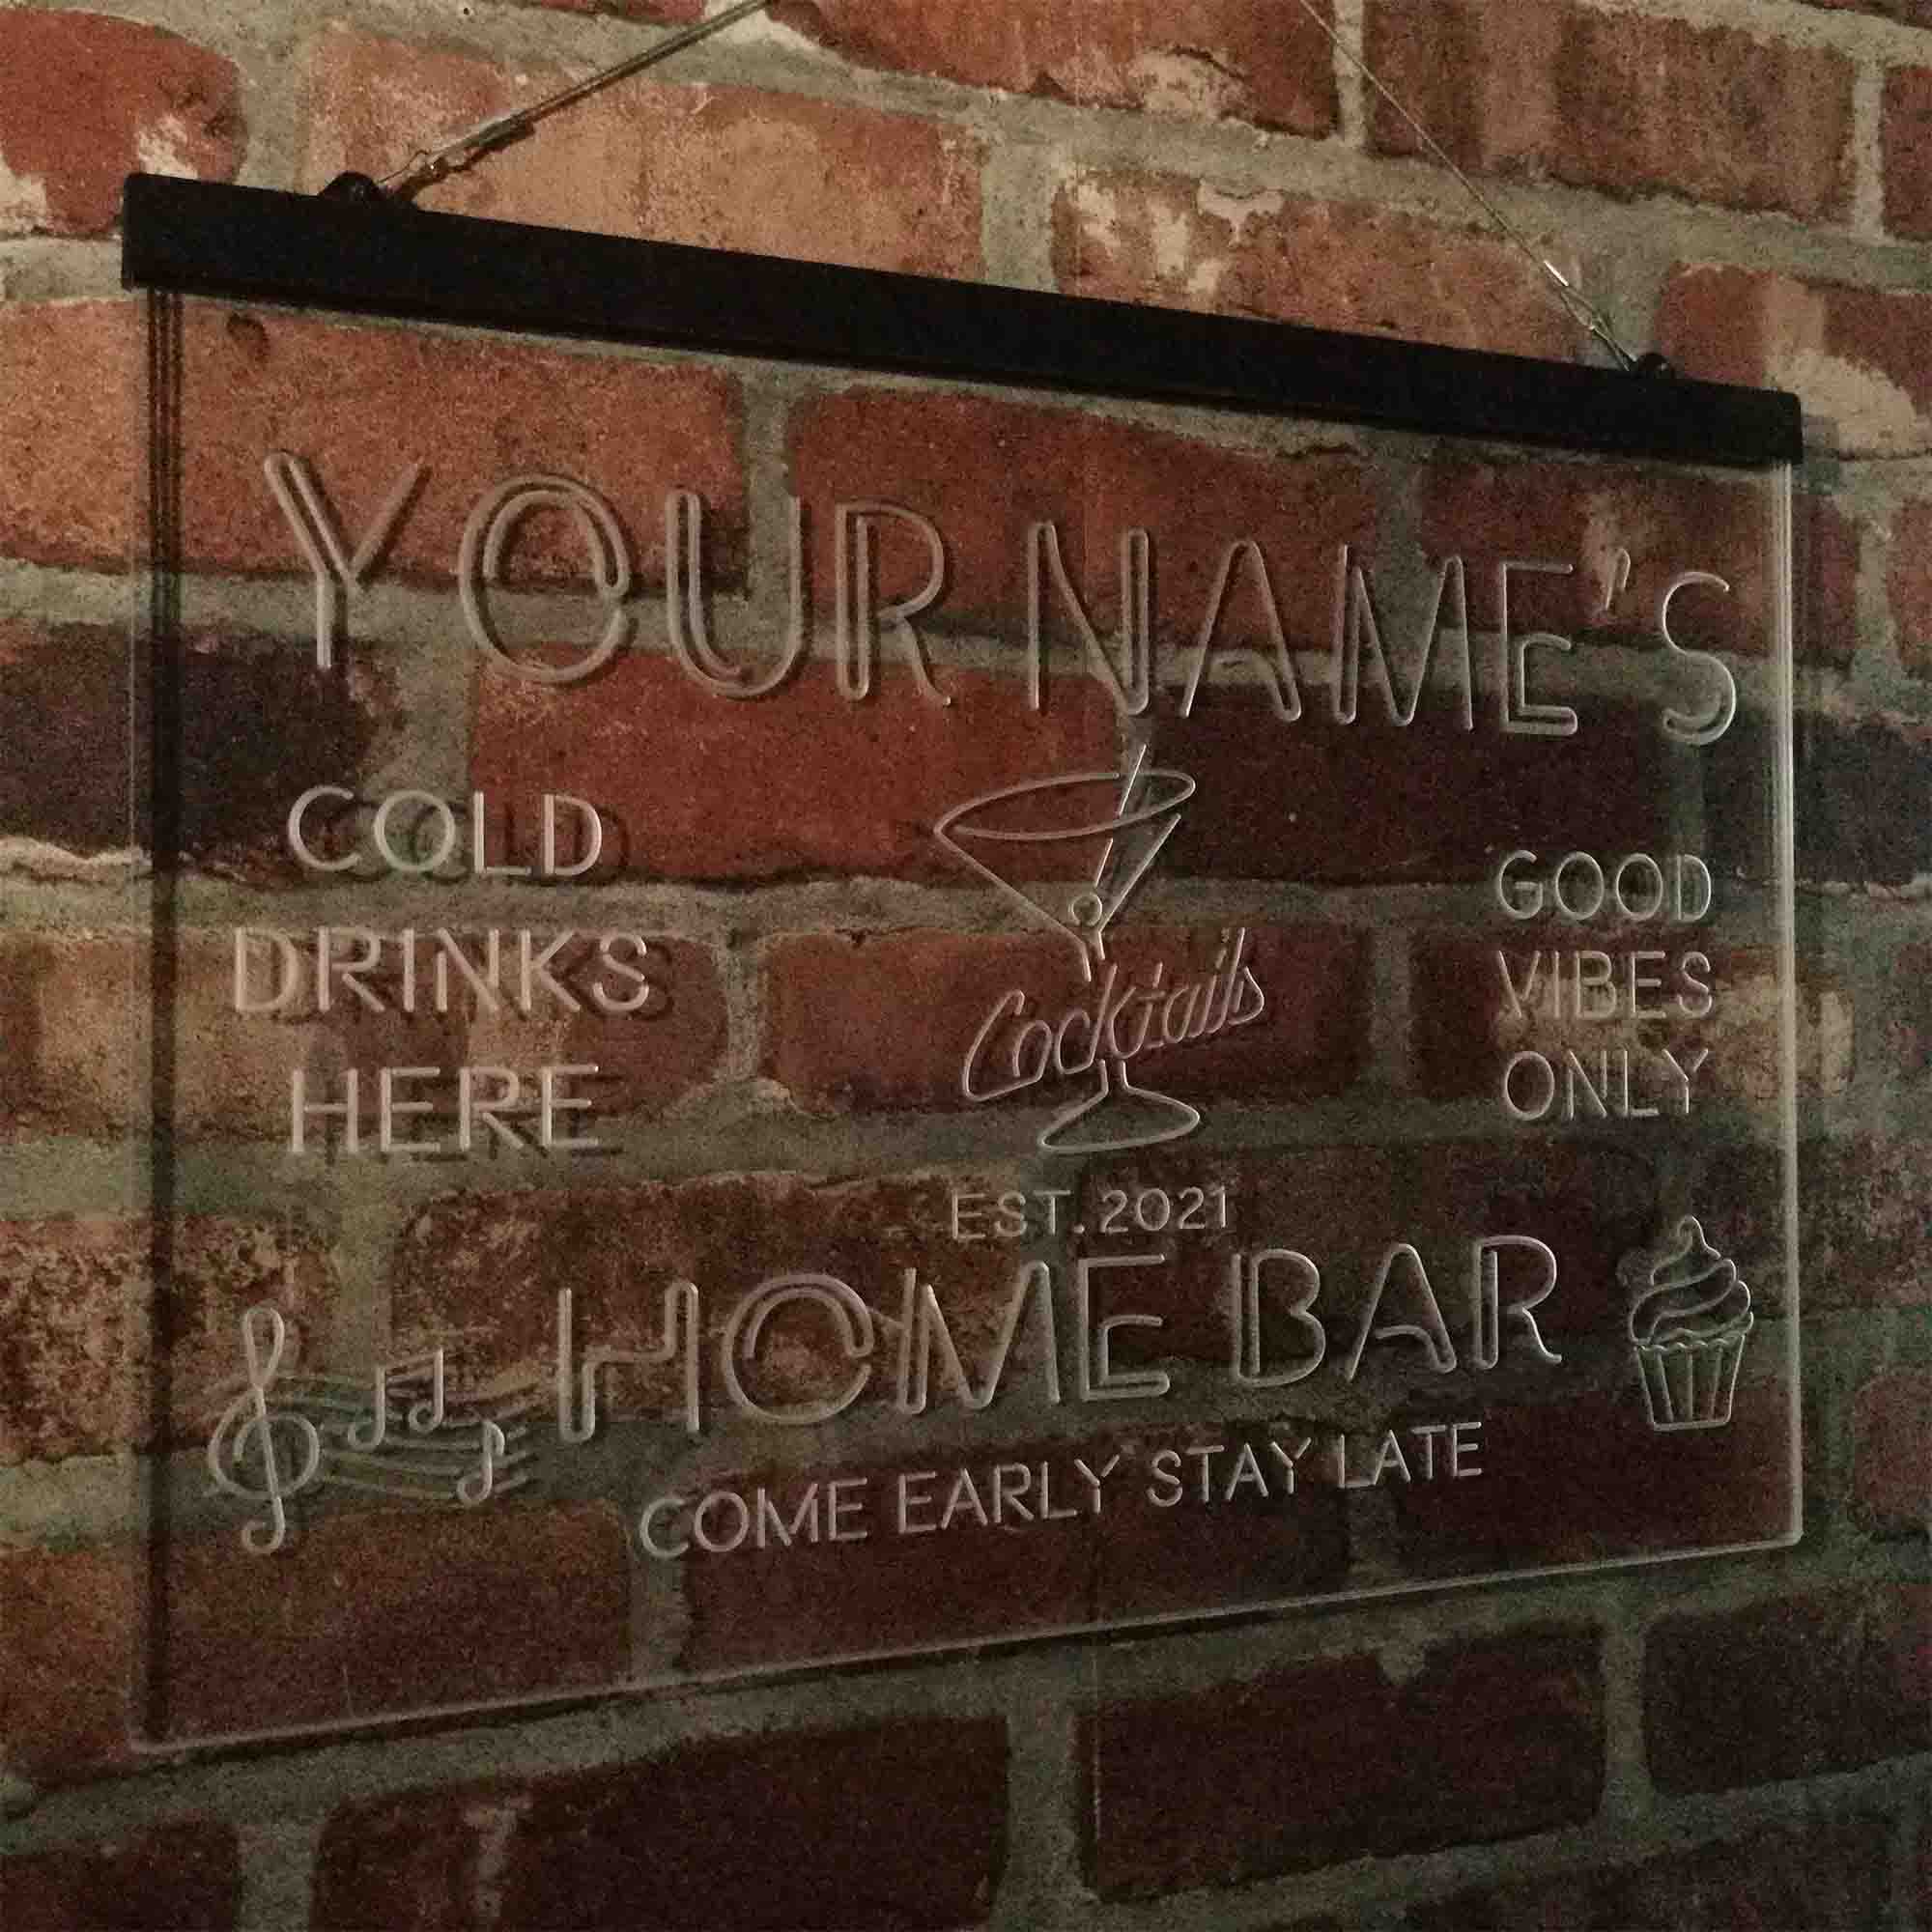 YOUR NAME'S
COLD
DRINKS
HERE
Cocktails
GOOD
VIBES
ONLY
EST. 2021
HOME BAR
COME EARLY STAY LATE